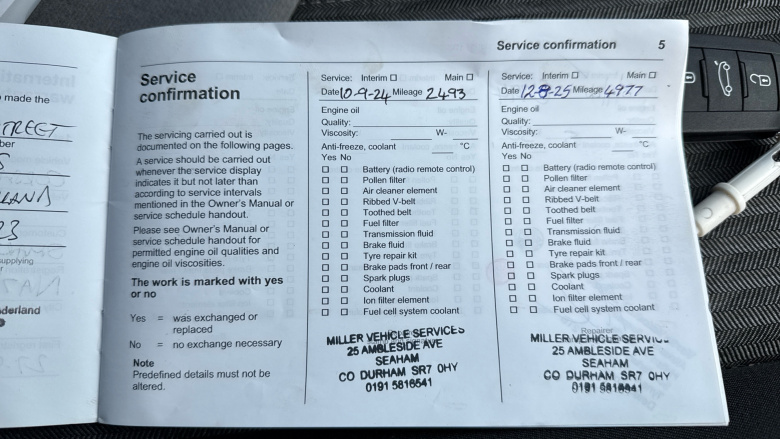 made the
TREET
ber
S
LAND
23
supplying
derland
Service confirmation 5
Service
confirmation
The servicing carried out is
documented on the following pages.
A service should be carried out
whenever the service display
indicates it but not later than
according to service intervals
mentioned in the Owner's Manual or
service schedule handout.
Please see Owner's Manual or
service schedule handout for
permitted engine oil qualities and
engine oil viscosities.
The work is marked with yes
or no
Yes = was exchanged or
replaced
No = no exchange necessary
Note
Predefined details must not be
altered.
Service: Interim ☐ Main ☐
Date 10-9-24 Mileage 2493
Engine oil
Quality:
Viscosity: W-
Anti-freeze, coolant °C
Yes No
☐ ☐ Battery (radio remote control)
☐ ☐ Pollen filter
☐ ☐ Air cleaner element
☐ ☐ Ribbed V-belt
☐ ☐ Toothed belt
☐ ☐ Fuel filter
☐ ☐ Transmission fluid
☐ ☐ Brake fluid
☐ ☐ Tyre repair kit
☐ ☐ Brake pads front / rear
☐ ☐ Spark plugs
☐ ☐ Coolant
☐ ☐ Ion filter element
☐ ☐ Fuel cell system coolant
MILLER VEHICLE SERVICES
25 AMBLESIDE AVE
SEAHAM
CO DURHAM SR7 0HY
0191 5816541
Service: Interim ☐ Main ☐
Date 12-8-25 Mileage 4977
Engine oil
Quality:
Viscosity: W-
Anti-freeze, coolant °C
Yes No
☐ ☐ Battery (radio remote control)
☐ ☐ Pollen filter
☐ ☐ Air cleaner element
☐ ☐ Ribbed V-belt
☐ ☐ Toothed belt
☐ ☐ Fuel filter
☐ ☐ Transmission fluid
☐ ☐ Brake fluid
☐ ☐ Tyre repair kit
☐ ☐ Brake pads front / rear
☐ ☐ Spark plugs
☐ ☐ Coolant
☐ ☐ Ion filter element
☐ ☐ Fuel cell system coolant
Repairer
MILLER VEHICLE SERVICE
25 AMBLESIDE AVE
SEAHAM
CO DURHAM SR7 0HY
0191